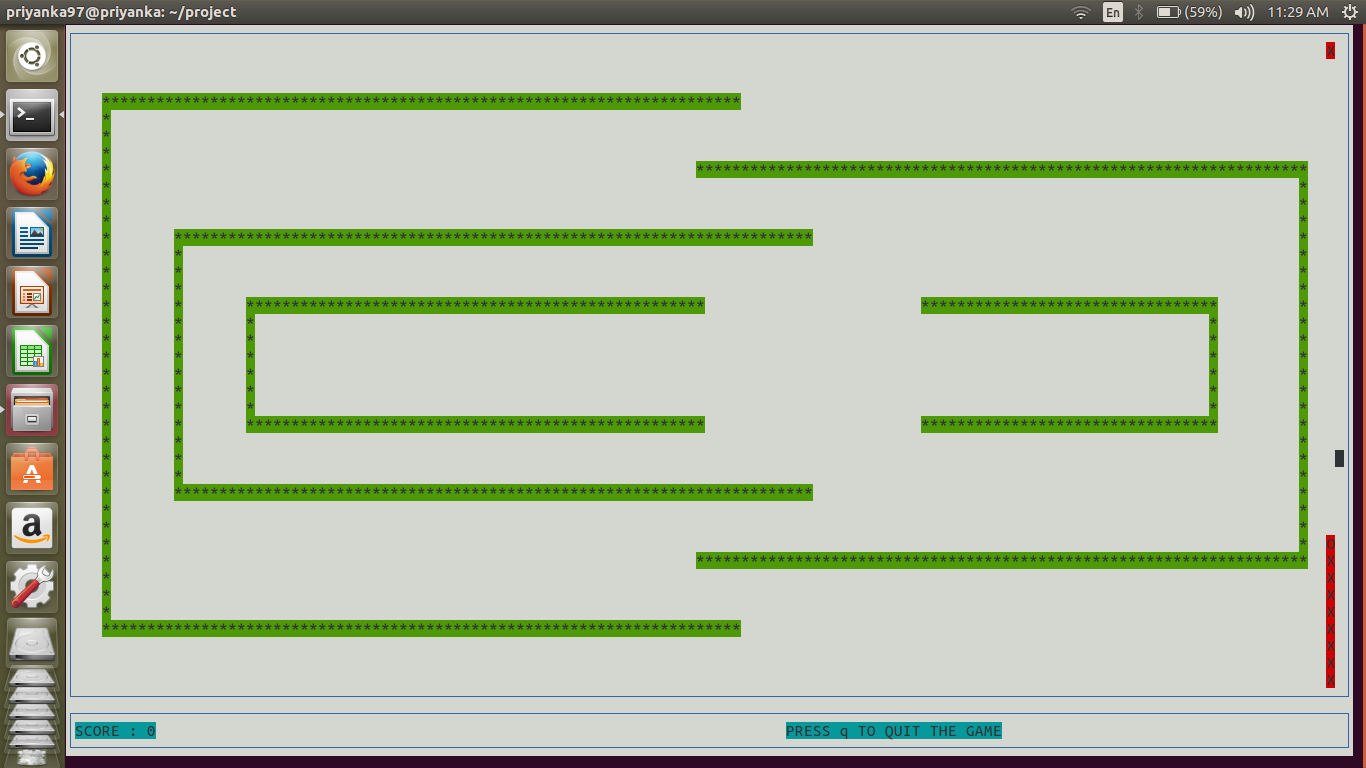 priyanka97@priyanka: ~/project
En
(59%)
11:29 AM
X
O
X
X
X
X
X
X
X
X
SCORE : 0
PRESS q TO QUIT THE GAME